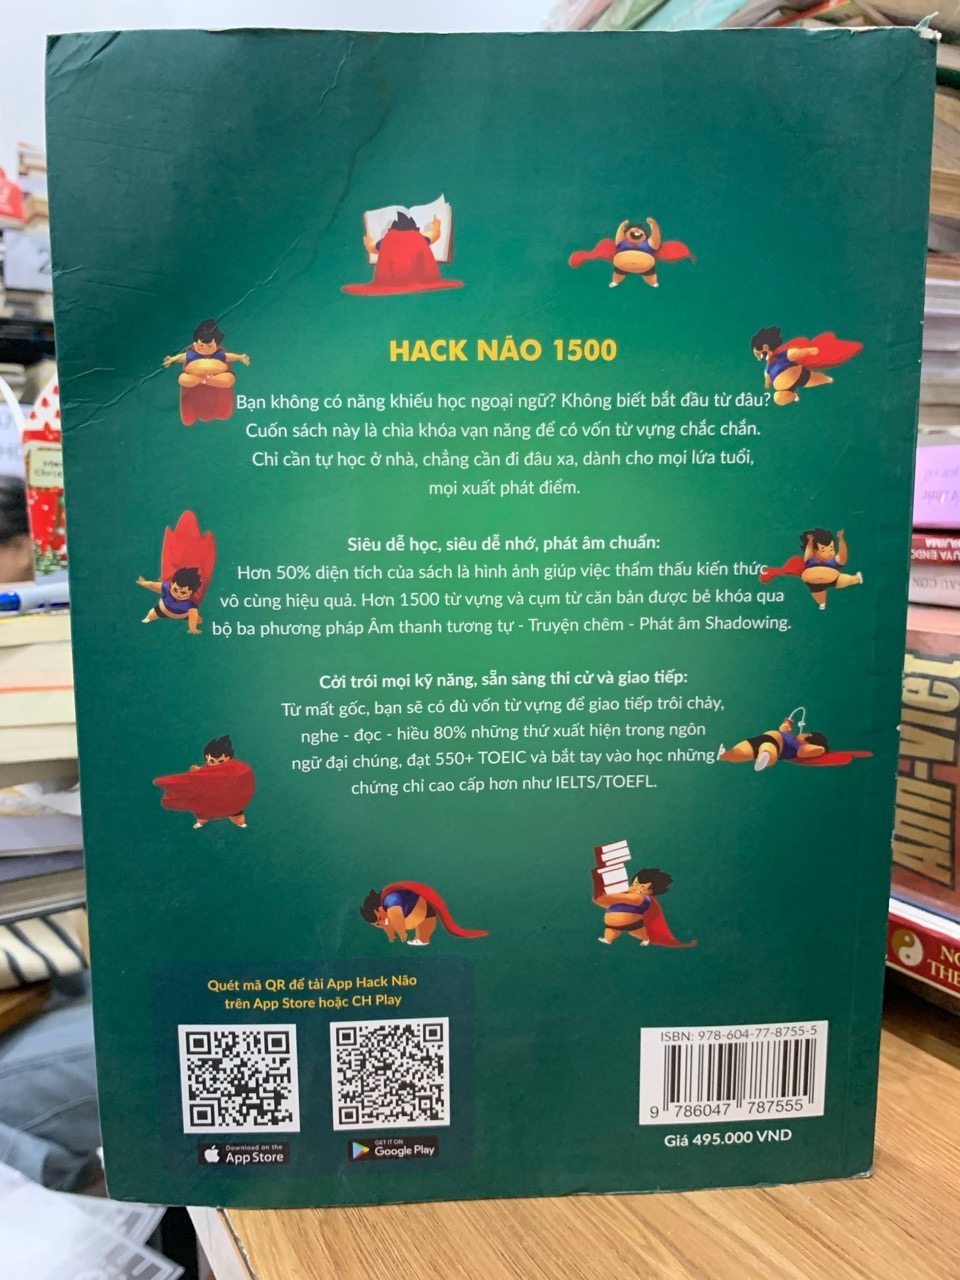 HACK NÃO 1500
Bạn không có năng khiếu học ngoại ngữ? Không biết bắt đầu từ đâu?
Cuốn sách này là chìa khóa vạn năng để có vốn từ vựng chắc chắn.
Chỉ cần tự học ở nhà, chẳng cần đi đâu xa, dành cho mọi lứa tuổi,
mọi xuất phát điểm.
Siêu dễ học, siêu dễ nhớ, phát âm chuẩn:
Hơn 50% diện tích của sách là hình ảnh giúp việc thẩm thấu kiến thức
vô cùng hiệu quả. Hơn 1500 từ vựng và cụm từ căn bản được bẻ khóa qua
bộ ba phương pháp Âm thanh tương tự - Truyện chêm - Phát âm Shadowing.
Cởi trói mọi kỹ năng, sẵn sàng thi cử và giao tiếp:
Từ mất gốc, bạn sẽ có đủ vốn từ vựng để giao tiếp trôi chảy,
nghe - đọc - hiểu 80% những thứ xuất hiện trong ngôn
ngữ đại chúng, đạt 550+ TOEIC và bắt tay vào học những
chứng chỉ cao cấp hơn như IELTS/TOEFL.
Quét mã QR để tải App Hack Não
trên App Store hoặc CH Play
Download on the
App Store
GET IT ON
Google Play
ISBN: 978-604-77-8755-5
9 786047 787555
Giá 495.000 VND
ANH-VIỆT